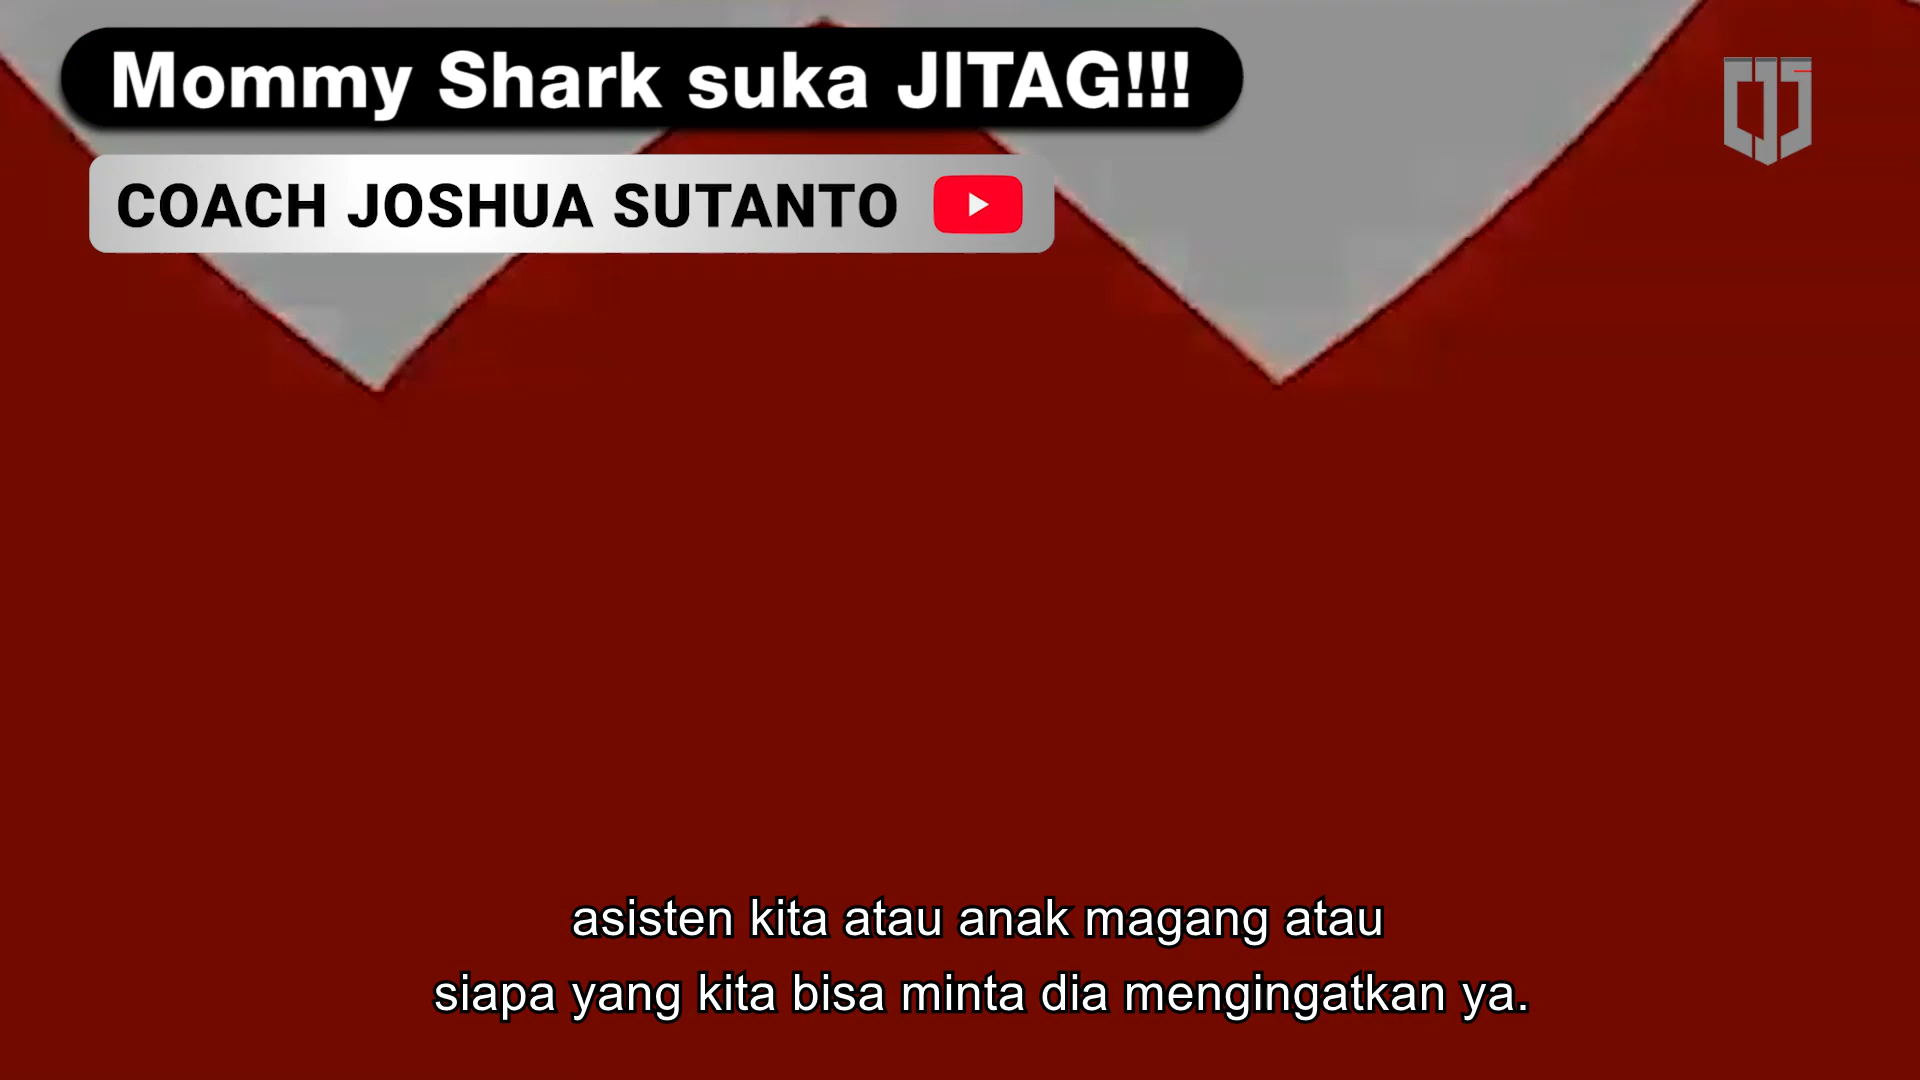 Mommy Shark suka JITAG!!!
COACH JOSHUA SUTANTO
CJS
asisten kita atau anak magang atau
siapa yang kita bisa minta dia mengingatkan ya.